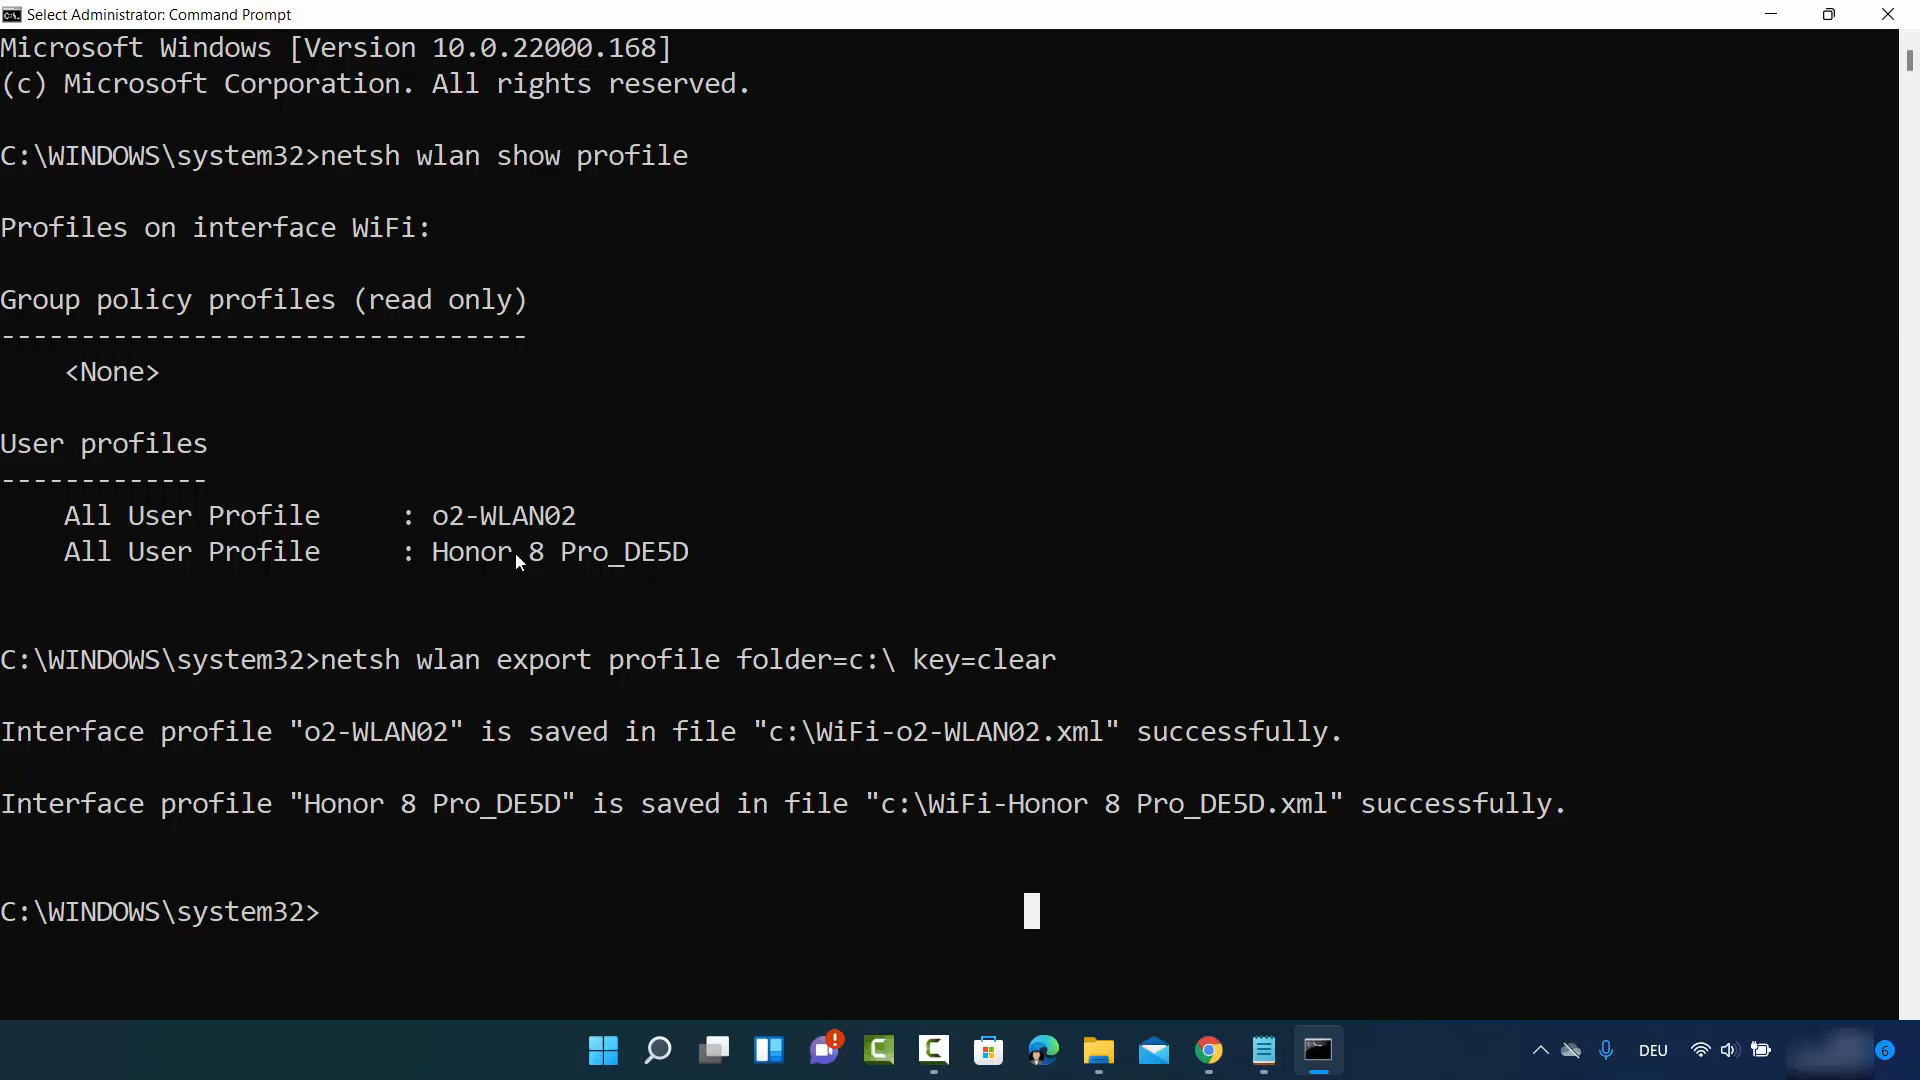 Select Administrator: Command Prompt
Microsoft Windows [Version 10.0.22000.168]
(c) Microsoft Corporation. All rights reserved.
C:\WINDOWS\system32>netsh wlan show profile
Profiles on interface WiFi:
Group policy profiles (read only)
---------------------------------
    <None>
User profiles
-------------
    All User Profile     : o2-WLAN02
    All User Profile     : Honor 8 Pro_DE5D
C:\WINDOWS\system32>netsh wlan export profile folder=c:\ key=clear
Interface profile "o2-WLAN02" is saved in file "c:\WiFi-o2-WLAN02.xml" successfully.
Interface profile "Honor 8 Pro_DE5D" is saved in file "c:\WiFi-Honor 8 Pro_DE5D.xml" successfully.
C:\WINDOWS\system32>
DEU 6